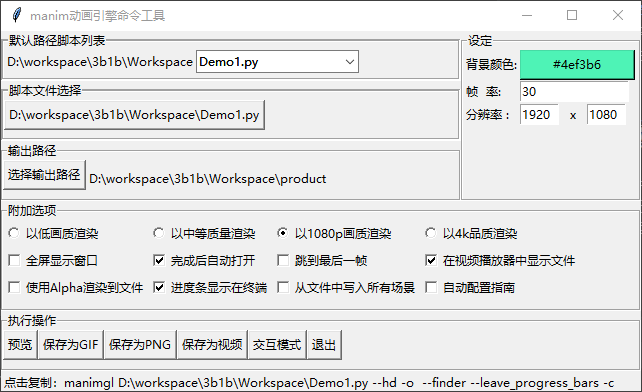 manim动画引擎命令工具
默认路径脚本列表
D:\workspace\3b1b\Workspace Demo1.py
脚本文件选择
D:\workspace\3b1b\Workspace\Demo1.py
输出路径
选择输出路径 D:\workspace\3b1b\Workspace\product
设定
背景颜色: #4ef3b6
帧 率: 30
分辨率： 1920 x 1080
附加选项
以低画质渲染 以中等质量渲染 以1080p画质渲染 以4k品质渲染
全屏显示窗口 完成后自动打开 跳到最后一帧 在视频播放器中显示文件
使用Alpha渲染到文件 进度条显示在终端 从文件中写入所有场景 自动配置指南
执行操作
预览 保存为GIF 保存为PNG 保存为视频 交互模式 退出
点击复制：manimgl D:\workspace\3b1b\Workspace\Demo1.py --hd -o --finder --leave_progress_bars -c